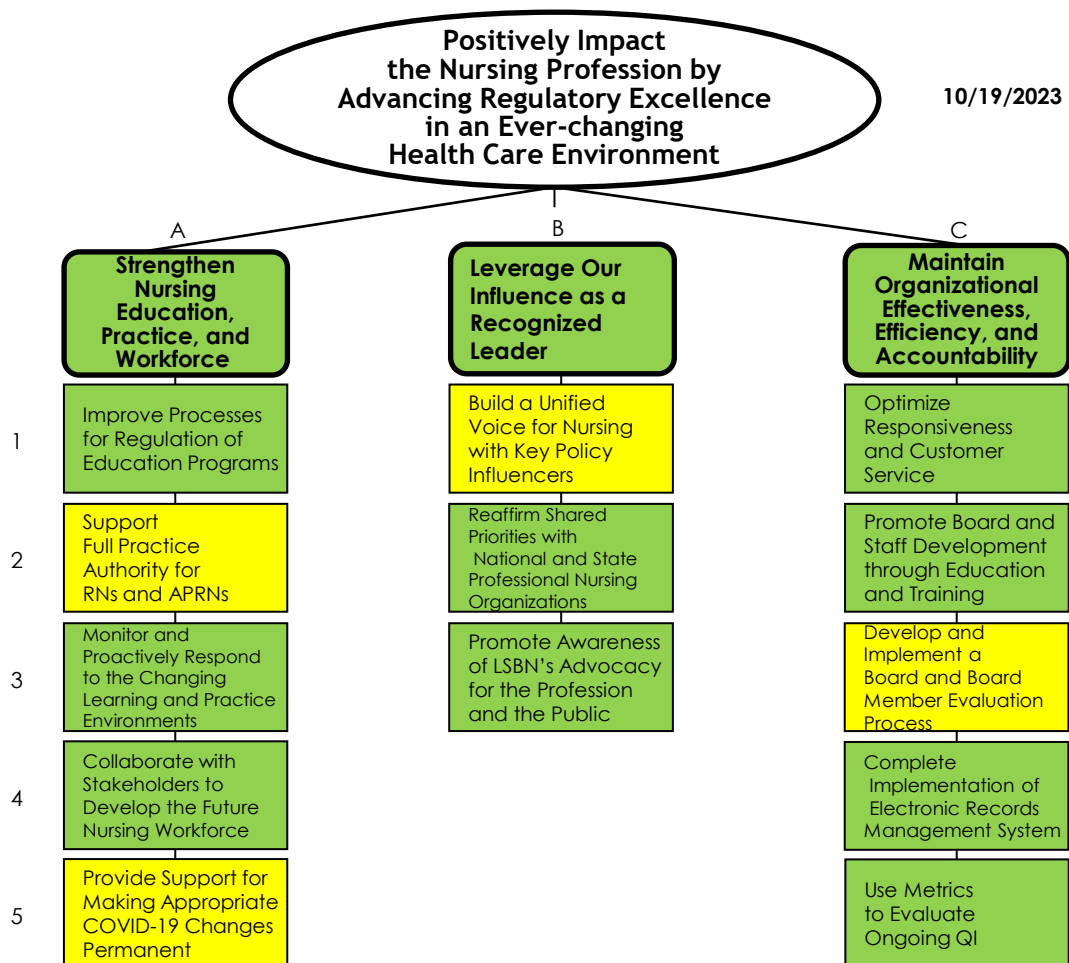 Positively Impact
the Nursing Profession by
Advancing Regulatory Excellence
in an Ever-changing
Health Care Environment
10/19/2023
A
B
C
Strengthen
Nursing
Education,
Practice, and
Workforce
Leverage Our
Influence as a
Recognized
Leader
Maintain
Organizational
Effectiveness,
Efficiency, and
Accountability
1
Improve Processes
for Regulation of
Education Programs
Build a Unified
Voice for Nursing
with Key Policy
Influencers
Optimize
Responsiveness
and Customer
Service
2
Support
Full Practice
Authority for
RNs and APRNs
Reaffirm Shared
Priorities with
National and State
Professional Nursing
Organizations
Promote Board and
Staff Development
through Education
and Training
3
Monitor and
Proactively Respond
to the Changing
Learning and Practice
Environments
Promote Awareness
of LSBN’s Advocacy
for the Profession
and the Public
Develop and
Implement a
Board and Board
Member Evaluation
Process
4
Collaborate with
Stakeholders to
Develop the Future
Nursing Workforce
Complete
Implementation of
Electronic Records
Management System
5
Provide Support for
Making Appropriate
COVID-19 Changes
Permanent
Use Metrics
to Evaluate
Ongoing QI